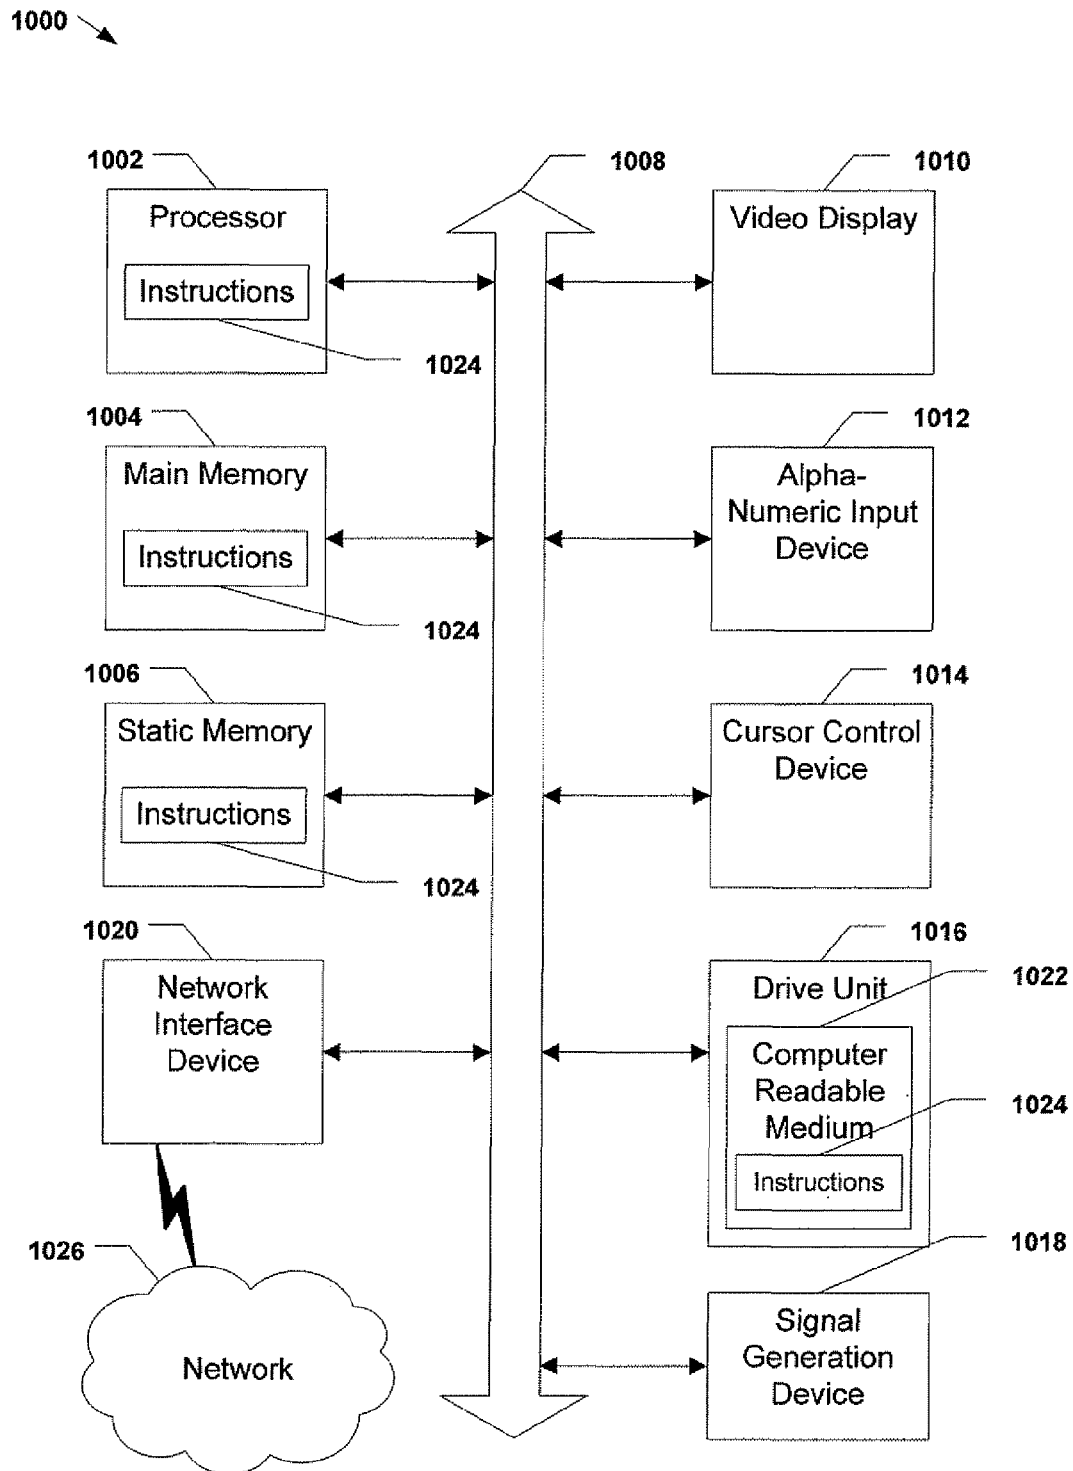 1000
1002
1008
1010
Processor
Video Display
Instructions
1024
1004
1012
Main Memory
Alpha-
Numeric Input
Device
Instructions
1024
1006
1014
Static Memory
Cursor Control
Device
Instructions
1024
1020
1016
1022
Network
Interface
Device
Drive Unit
Computer
Readable
Medium
1024
Instructions
1026
1018
Network
Signal
Generation
Device